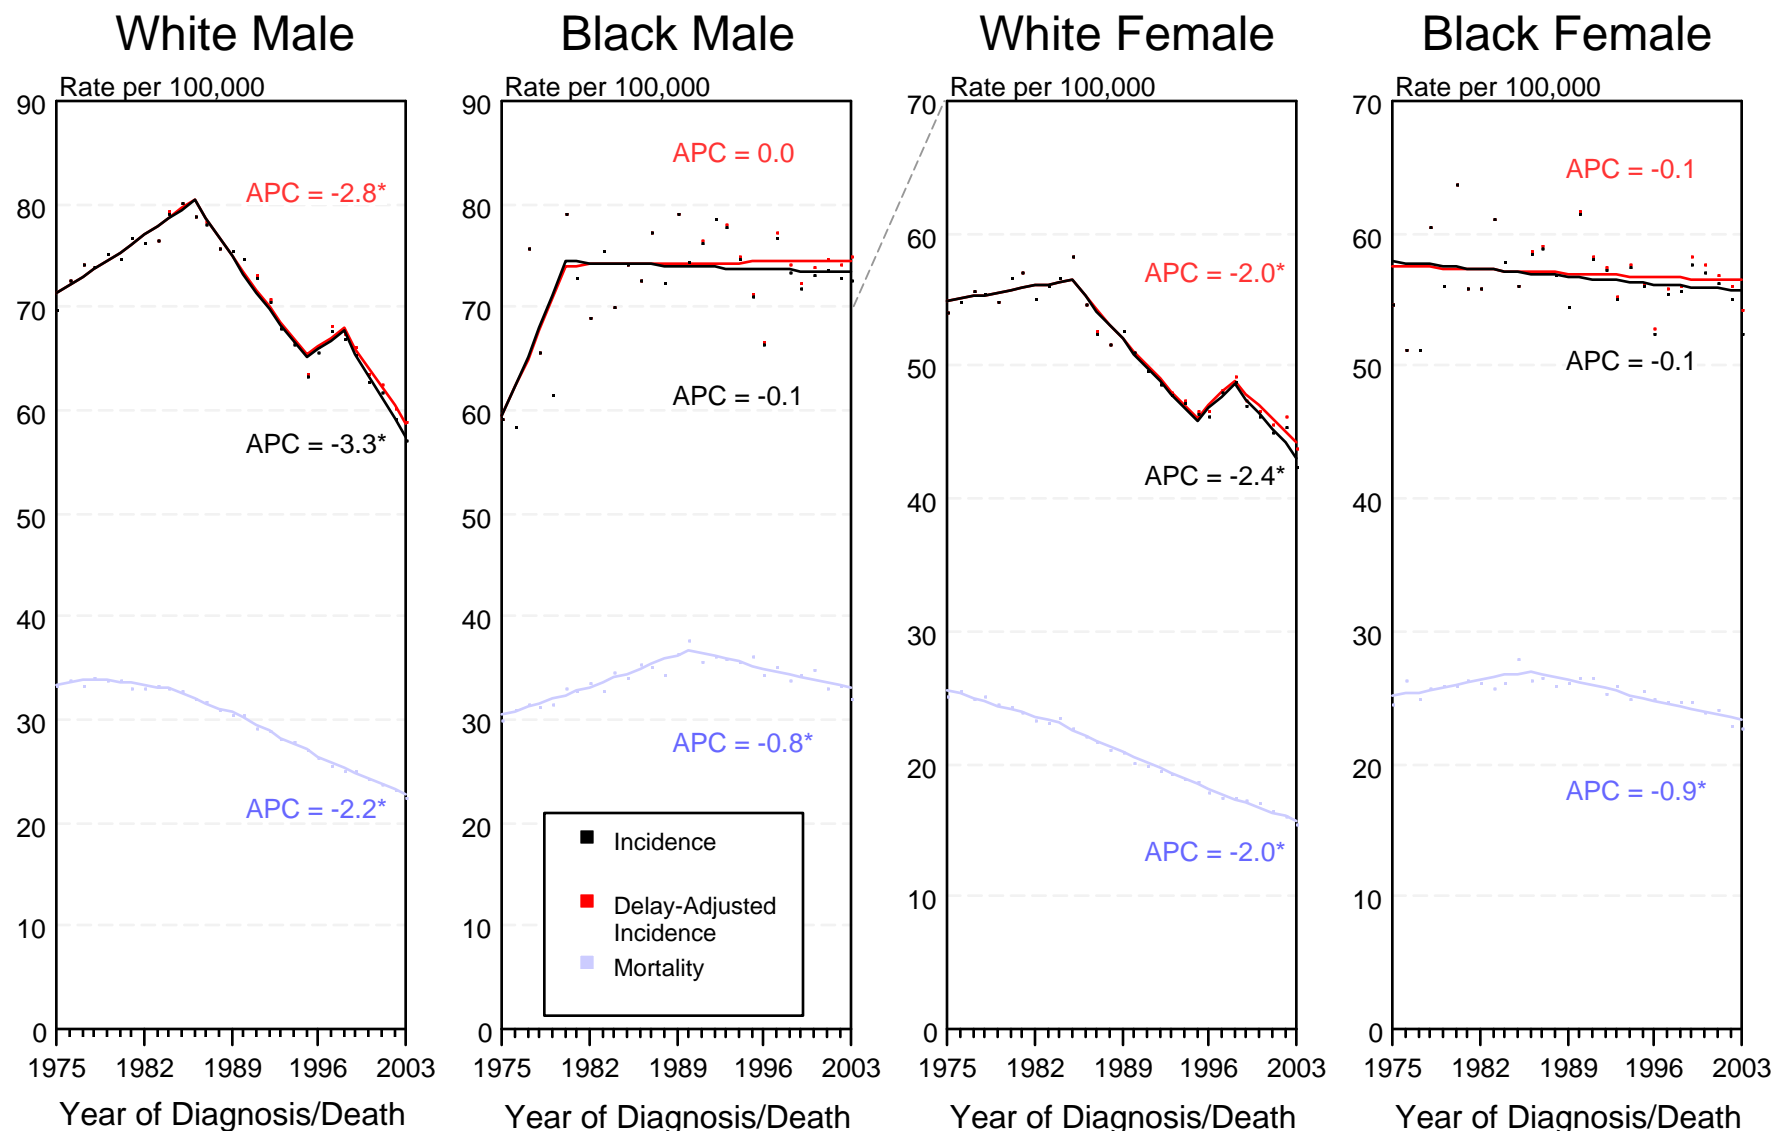 White Male
Black Male
White Female
Black Female
Rate per 100,000
90
80
70
60
50
40
30
20
10
0
APC = -2.8*
APC = -3.3*
APC = -2.2*
1975 1982 1989 1996 2003
Year of Diagnosis/Death
Rate per 100,000
90
80
70
60
50
40
30
20
10
0
APC = 0.0
APC = -0.1
APC = -0.8*
Incidence
Delay-Adjusted
Incidence
Mortality
1975 1982 1989 1996 2003
Year of Diagnosis/Death
Rate per 100,000
70
60
50
40
30
20
10
0
APC = -2.0*
APC = -2.4*
APC = -2.0*
1975 1982 1989 1996 2003
Year of Diagnosis/Death
Rate per 100,000
70
60
50
40
30
20
10
0
APC = -0.1
APC = -0.1
APC = -0.9*
1975 1982 1989 1996 2003
Year of Diagnosis/Death